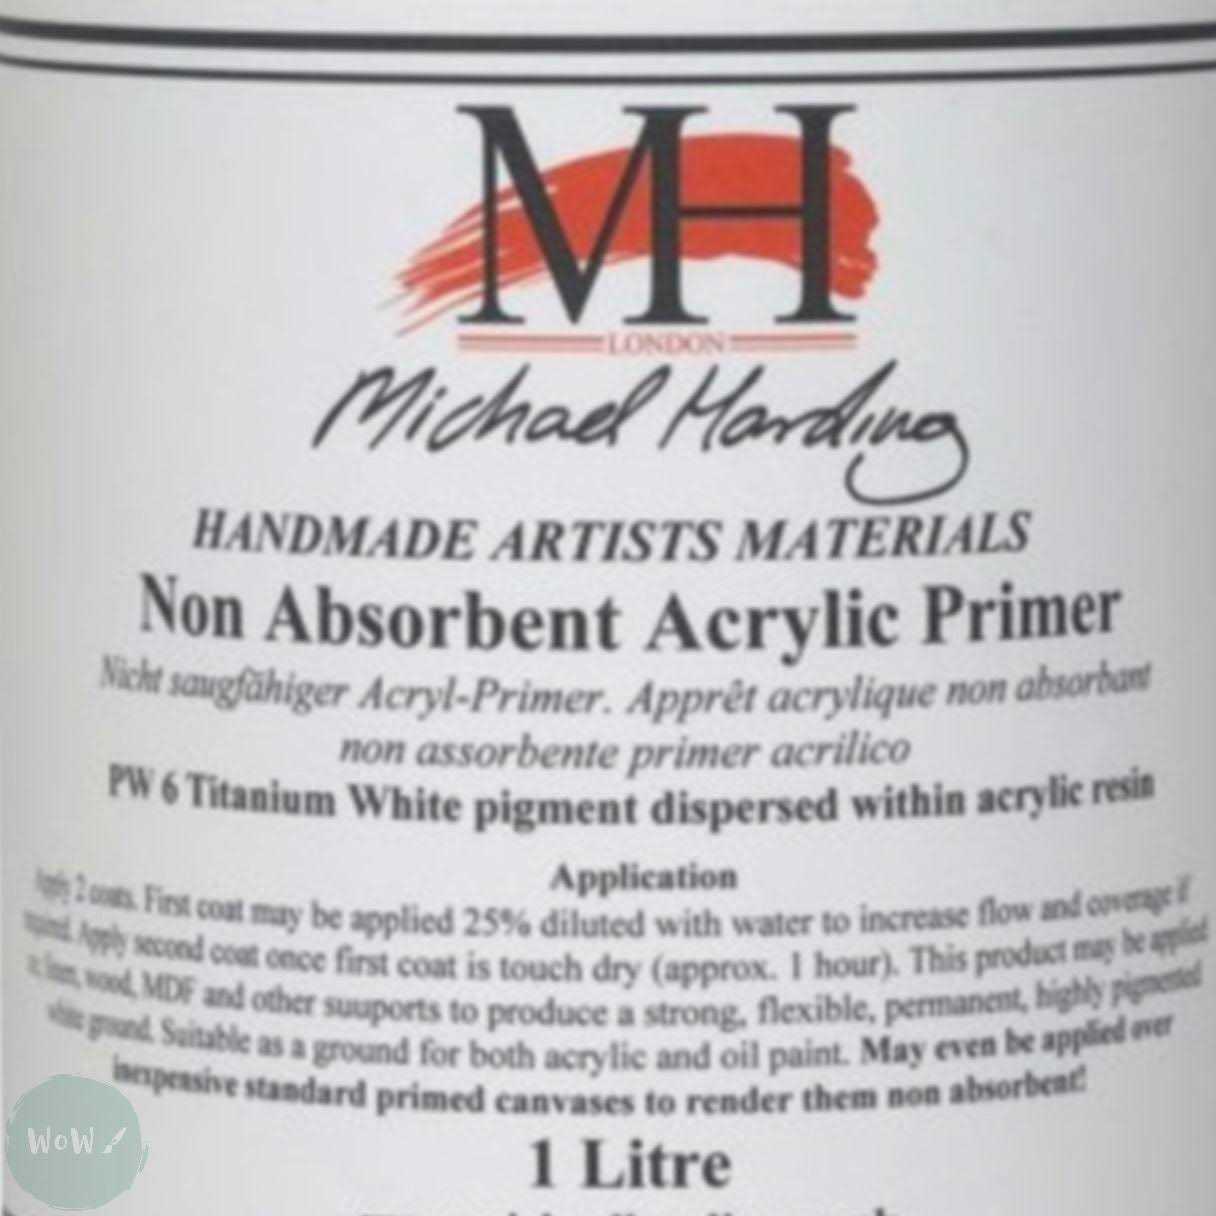 MH
LONDON
Michael Harding
HANDMADE ARTISTS MATERIALS
Non Absorbent Acrylic Primer
Nicht saugfähiger Acryl-Primer. Apprêt acrylique non absorbant
non assorbente primer acrilico
PW 6 Titanium White pigment dispersed within acrylic resin
Application
Apply 2 coats. First coat may be applied 25% diluted with water to increase flow and coverage if
required. Apply second coat once first coat is touch dry (approx. 1 hour). This product may be applied
wood, MDF and other suuports to produce a strong, flexible, permanent, highly pigmented
white ground. Suitable as a ground for both acrylic and oil paint. May even be applied over
inexpensive standard primed canvases to render them non absorbent!
WoW
1 Litre